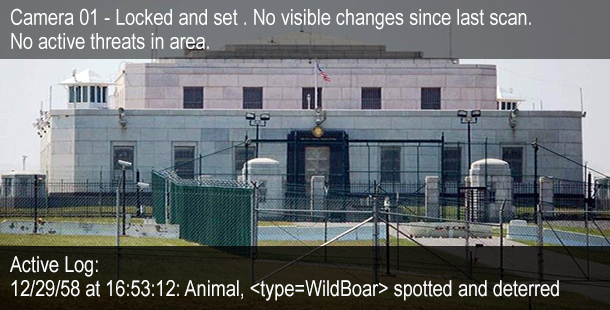 Camera 01 - Locked and set . No visible changes since last scan.
No active threats in area.
Active Log:
12/29/58 at 16:53:12: Animal, <type=WildBoar> spotted and deterred